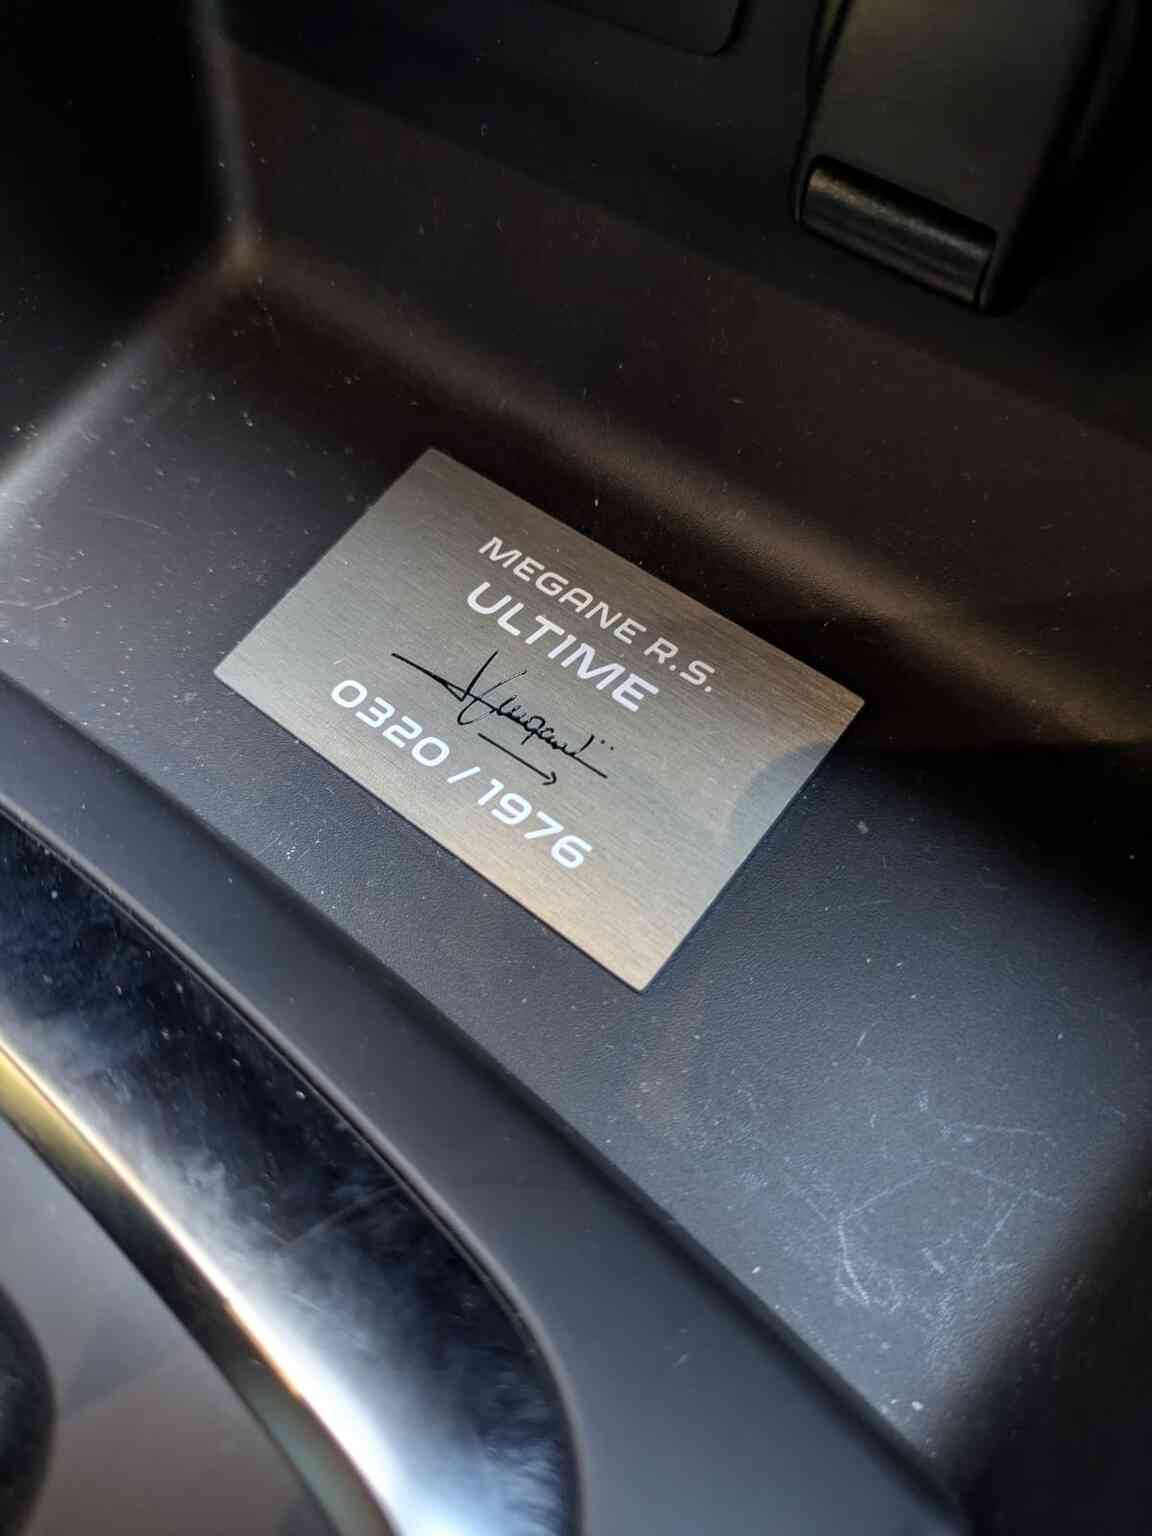 MEGANE R.S.
ULTIME
0320 / 1976